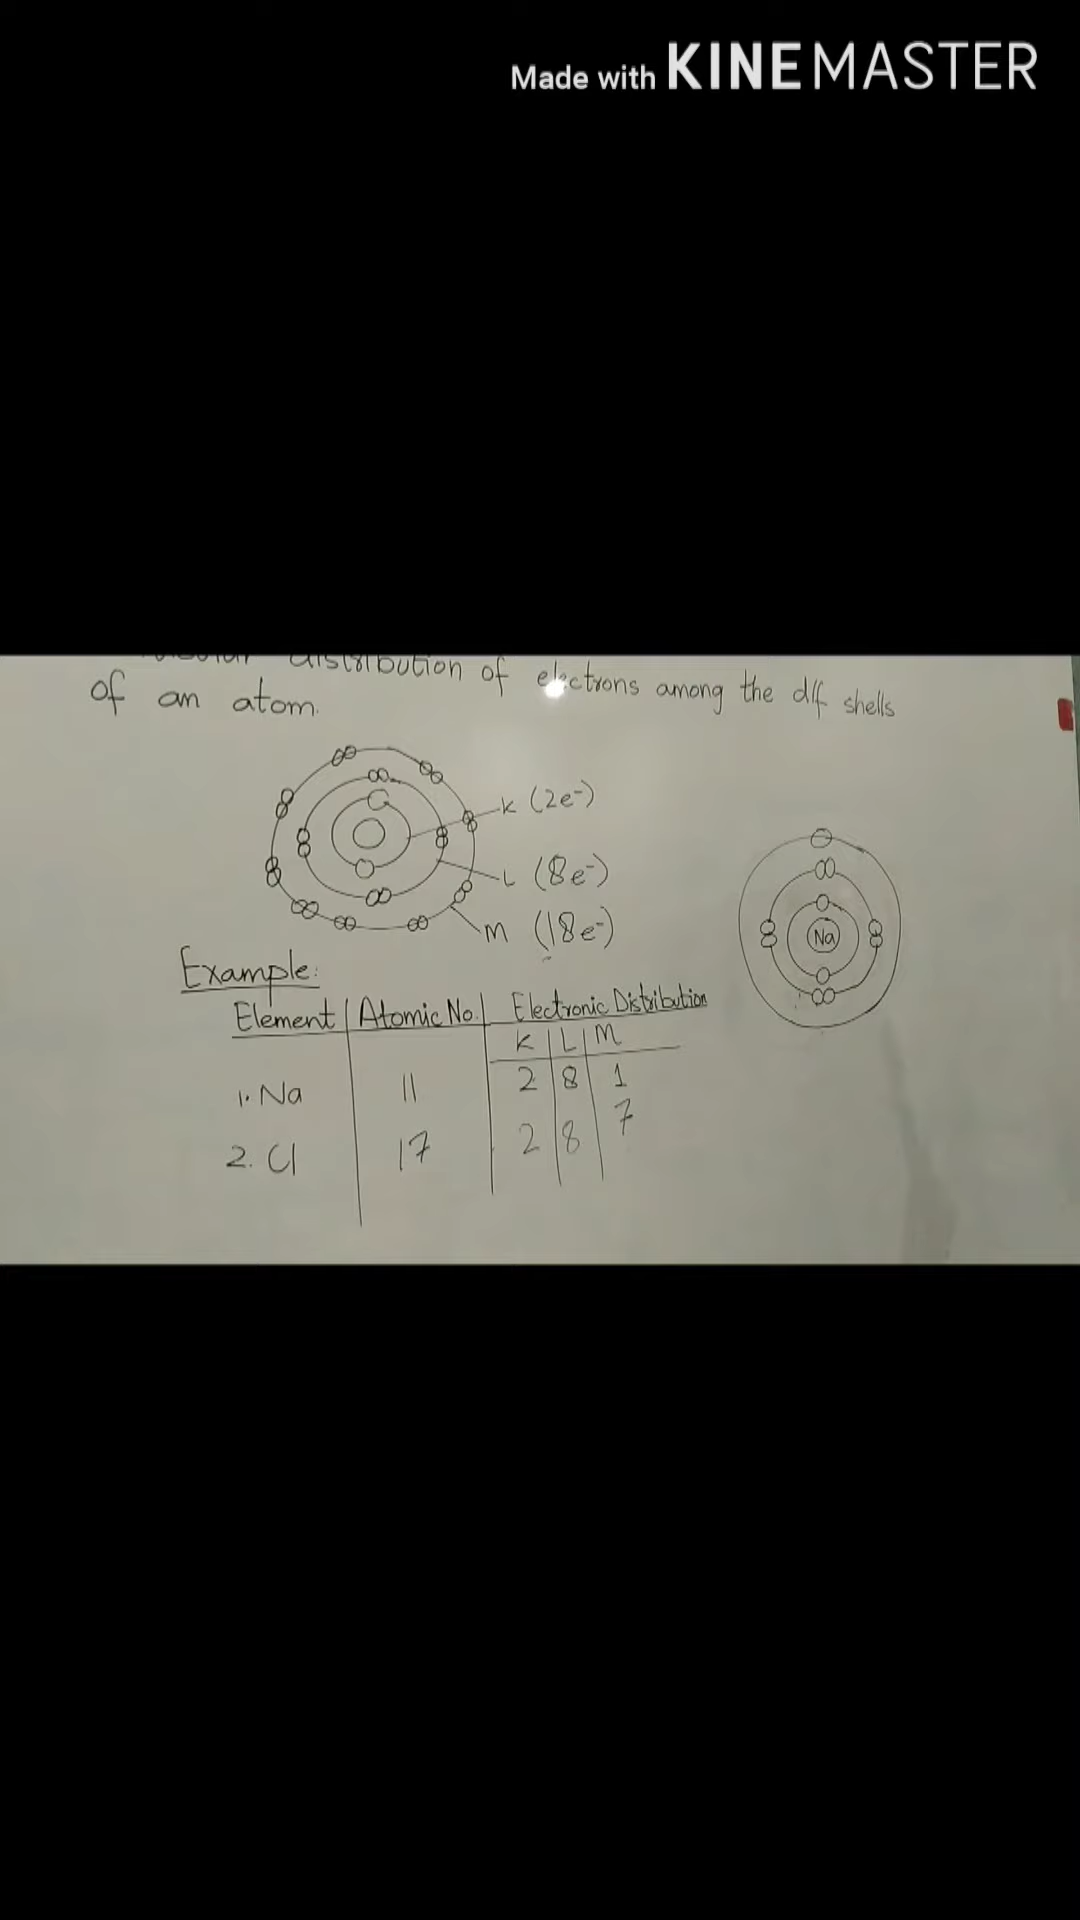 Made with KINEMASTER
distribution of electrons among the dif shells
of an atom.
K (2e⁻)
L (8e⁻)
M (18e⁻)
Na
Example:
Element | Atomic No. | Electronic Distribution
K | L | M
1. Na 11 2 8 1
2. Cl 17 2 8 7